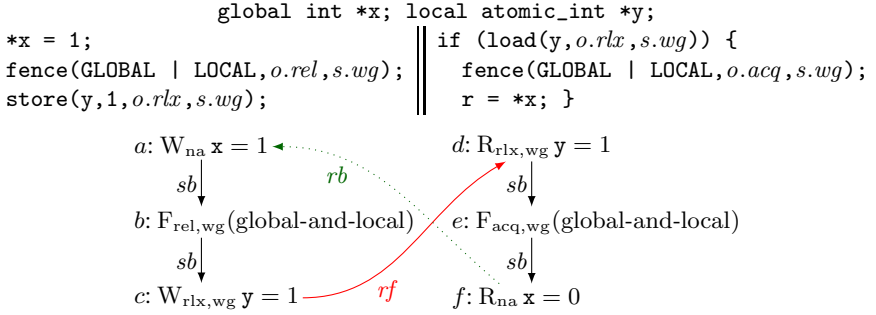 global int *x; local atomic_int *y;
*x = 1; if (load(y,o.rlx,s.wg)) {
fence(GLOBAL | LOCAL,o.rel,s.wg); fence(GLOBAL | LOCAL,o.acq,s.wg);
store(y,1,o.rlx,s.wg); r = *x; }
a: Wna x = 1 d: Rrlx,wg y = 1
rb
sb sb
b: Frel,wg(global-and-local) e: Facq,wg(global-and-local)
sb sb
c: Wrlx,wg y = 1 rf f: Rna x = 0